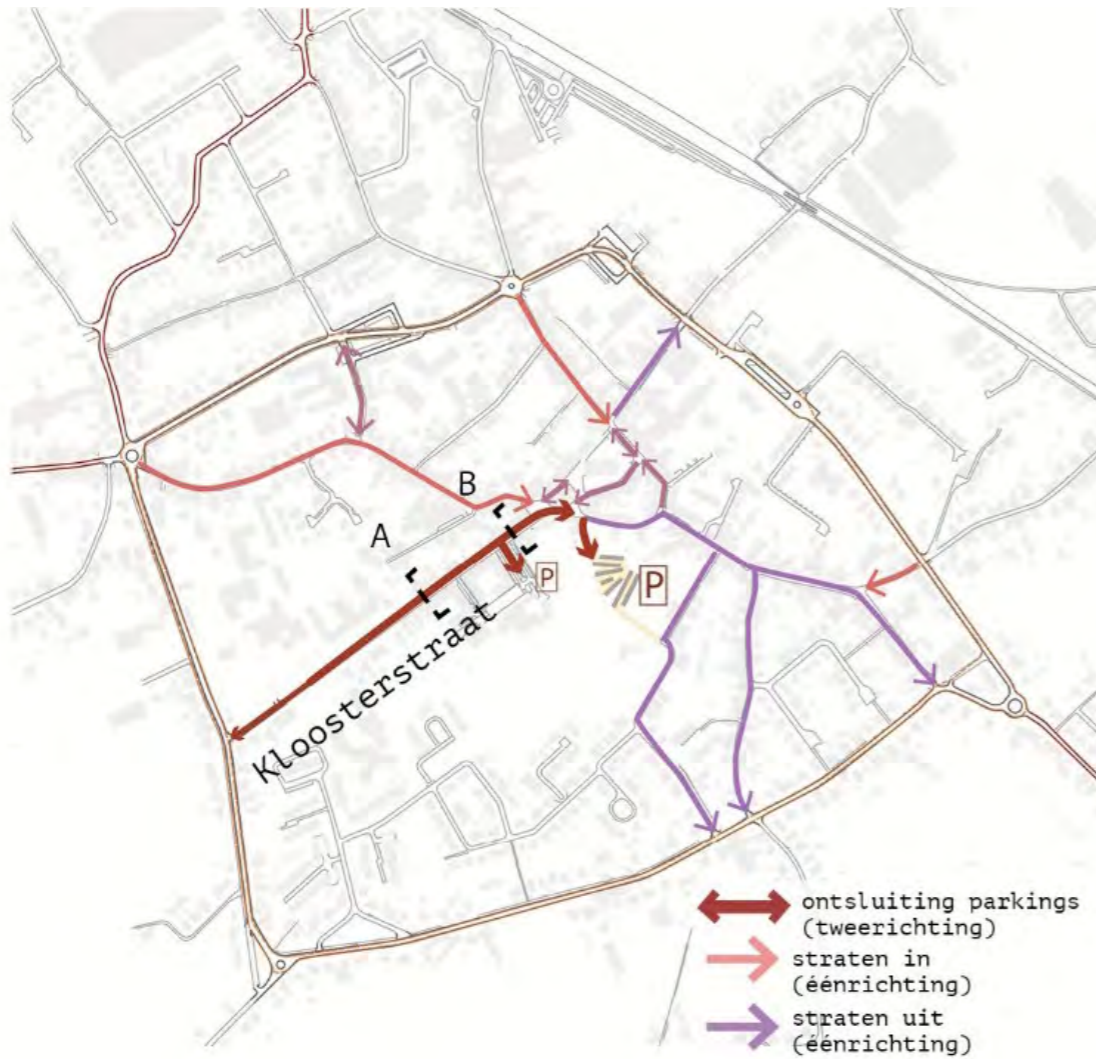 B
A
P
P
Kloosterstraat
ontsluiting parkings
(tweerichting)
straten in
(éénrichting)
straten uit
(éénrichting)